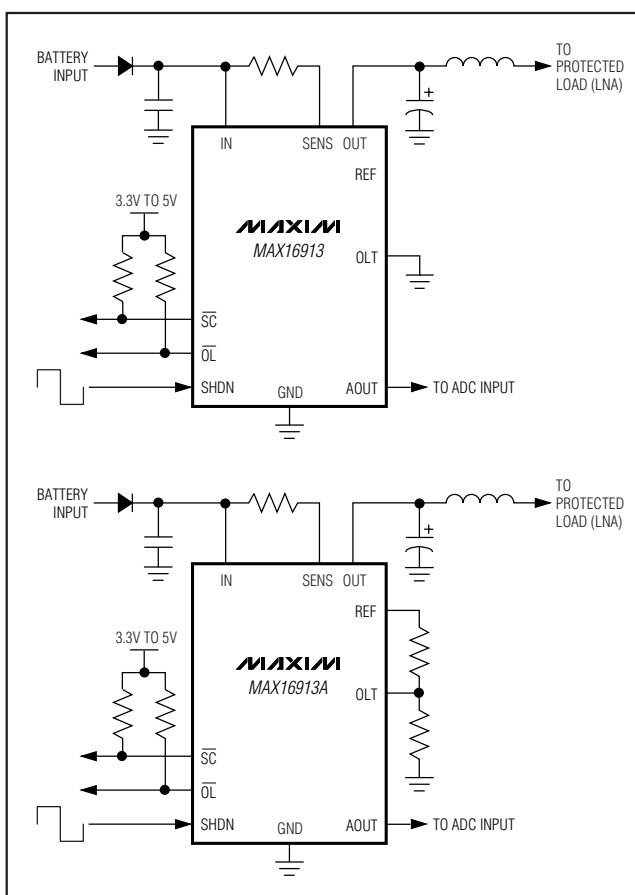 BATTERY
INPUT
TO
PROTECTED
LOAD (LNA)
+
IN
SENS
OUT
REF
3.3V TO 5V
MAXIM
MAX16913
OLT
SC
OL
SHDN
GND
AOUT
TO ADC INPUT
BATTERY
INPUT
TO
PROTECTED
LOAD (LNA)
+
IN
SENS
OUT
REF
3.3V TO 5V
MAXIM
MAX16913A
OLT
SC
OL
SHDN
GND
AOUT
TO ADC INPUT